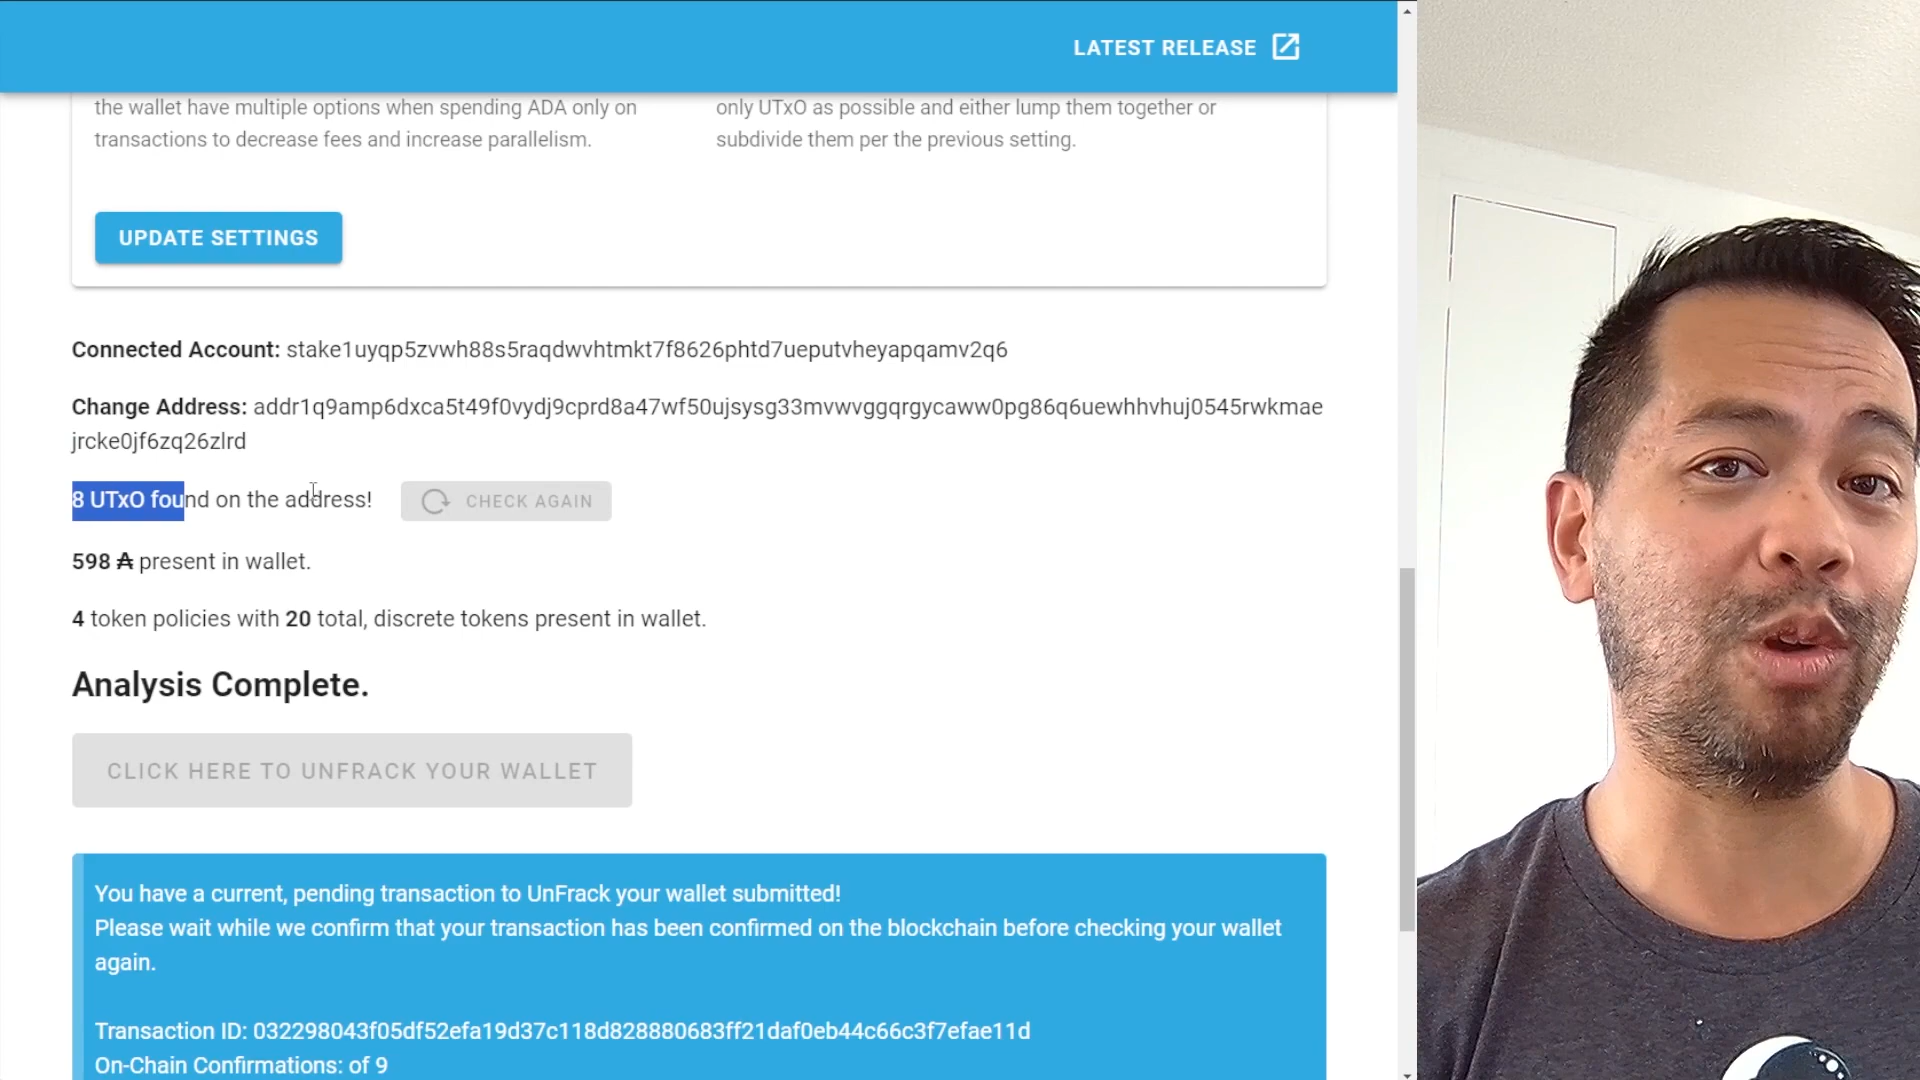 LATEST RELEASE
the wallet have multiple options when spending ADA only on
transactions to decrease fees and increase parallelism.
only UTxO as possible and either lump them together or
subdivide them per the previous setting.
UPDATE SETTINGS
Connected Account: stake1uyqp5zvwh88s5raqdwvhtmkt7f8626phtd7ueputvheyapqamv2q6
Change Address: addr1q9amp6dxca5t49f0vydj9cprd8a47wf50ujsysg33mvwvggqrgycaww0pg86q6uewhhvhuj0545rwkmae
jrcke0jf6zq26zlrd
8 UTxO found on the address!
CHECK AGAIN
598 ₳ present in wallet.
4 token policies with 20 total, discrete tokens present in wallet.
Analysis Complete.
CLICK HERE TO UNFRACK YOUR WALLET
You have a current, pending transaction to UnFrack your wallet submitted!
Please wait while we confirm that your transaction has been confirmed on the blockchain before checking your wallet
again.
Transaction ID: 032298043f05df52efa19d37c118d828880683ff21daf0eb44c66c3f7efae11d
On-Chain Confirmations: of 9